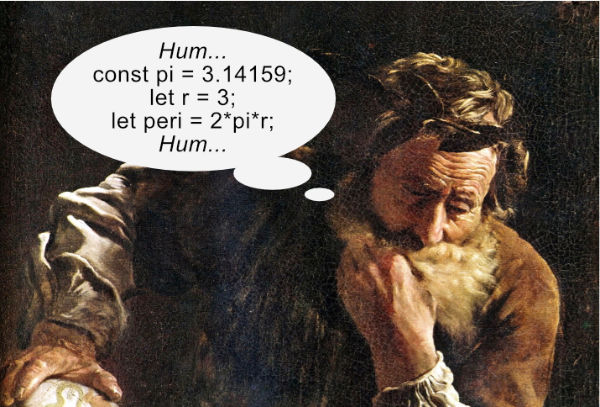 Hum...
const pi = 3.14159;
let r = 3;
let peri = 2*pi*r;
Hum...